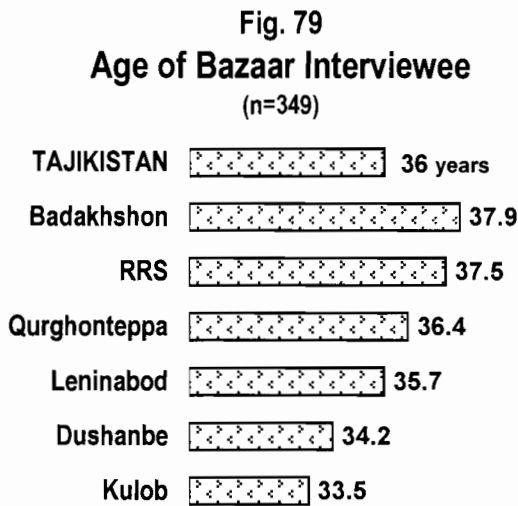 Fig. 79
Age of Bazaar Interviewee
(n=349)
TAJIKISTAN 36 years
Badakhshon 37.9
RRS 37.5
Qurghonteppa 36.4
Leninabod 35.7
Dushanbe 34.2
Kulob 33.5